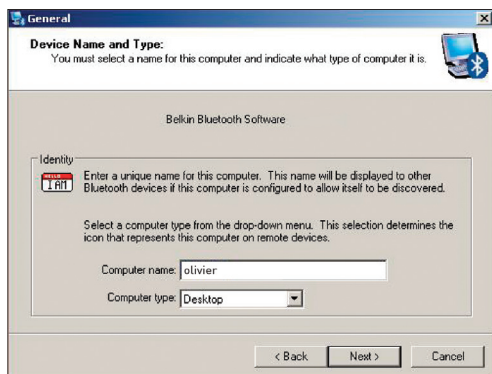 General
Device Name and Type:
You must select a name for this computer and indicate what type of computer it is.
Belkin Bluetooth Software
Identity
HELLO
I AM
Enter a unique name for this computer. This name will be displayed to other
Bluetooth devices if this computer is configured to allow itself to be discovered.
Select a computer type from the drop-down menu. This selection determines the
icon that represents this computer on remote devices.
Computer name: olivier
Computer type: Desktop
< Back Next > Cancel